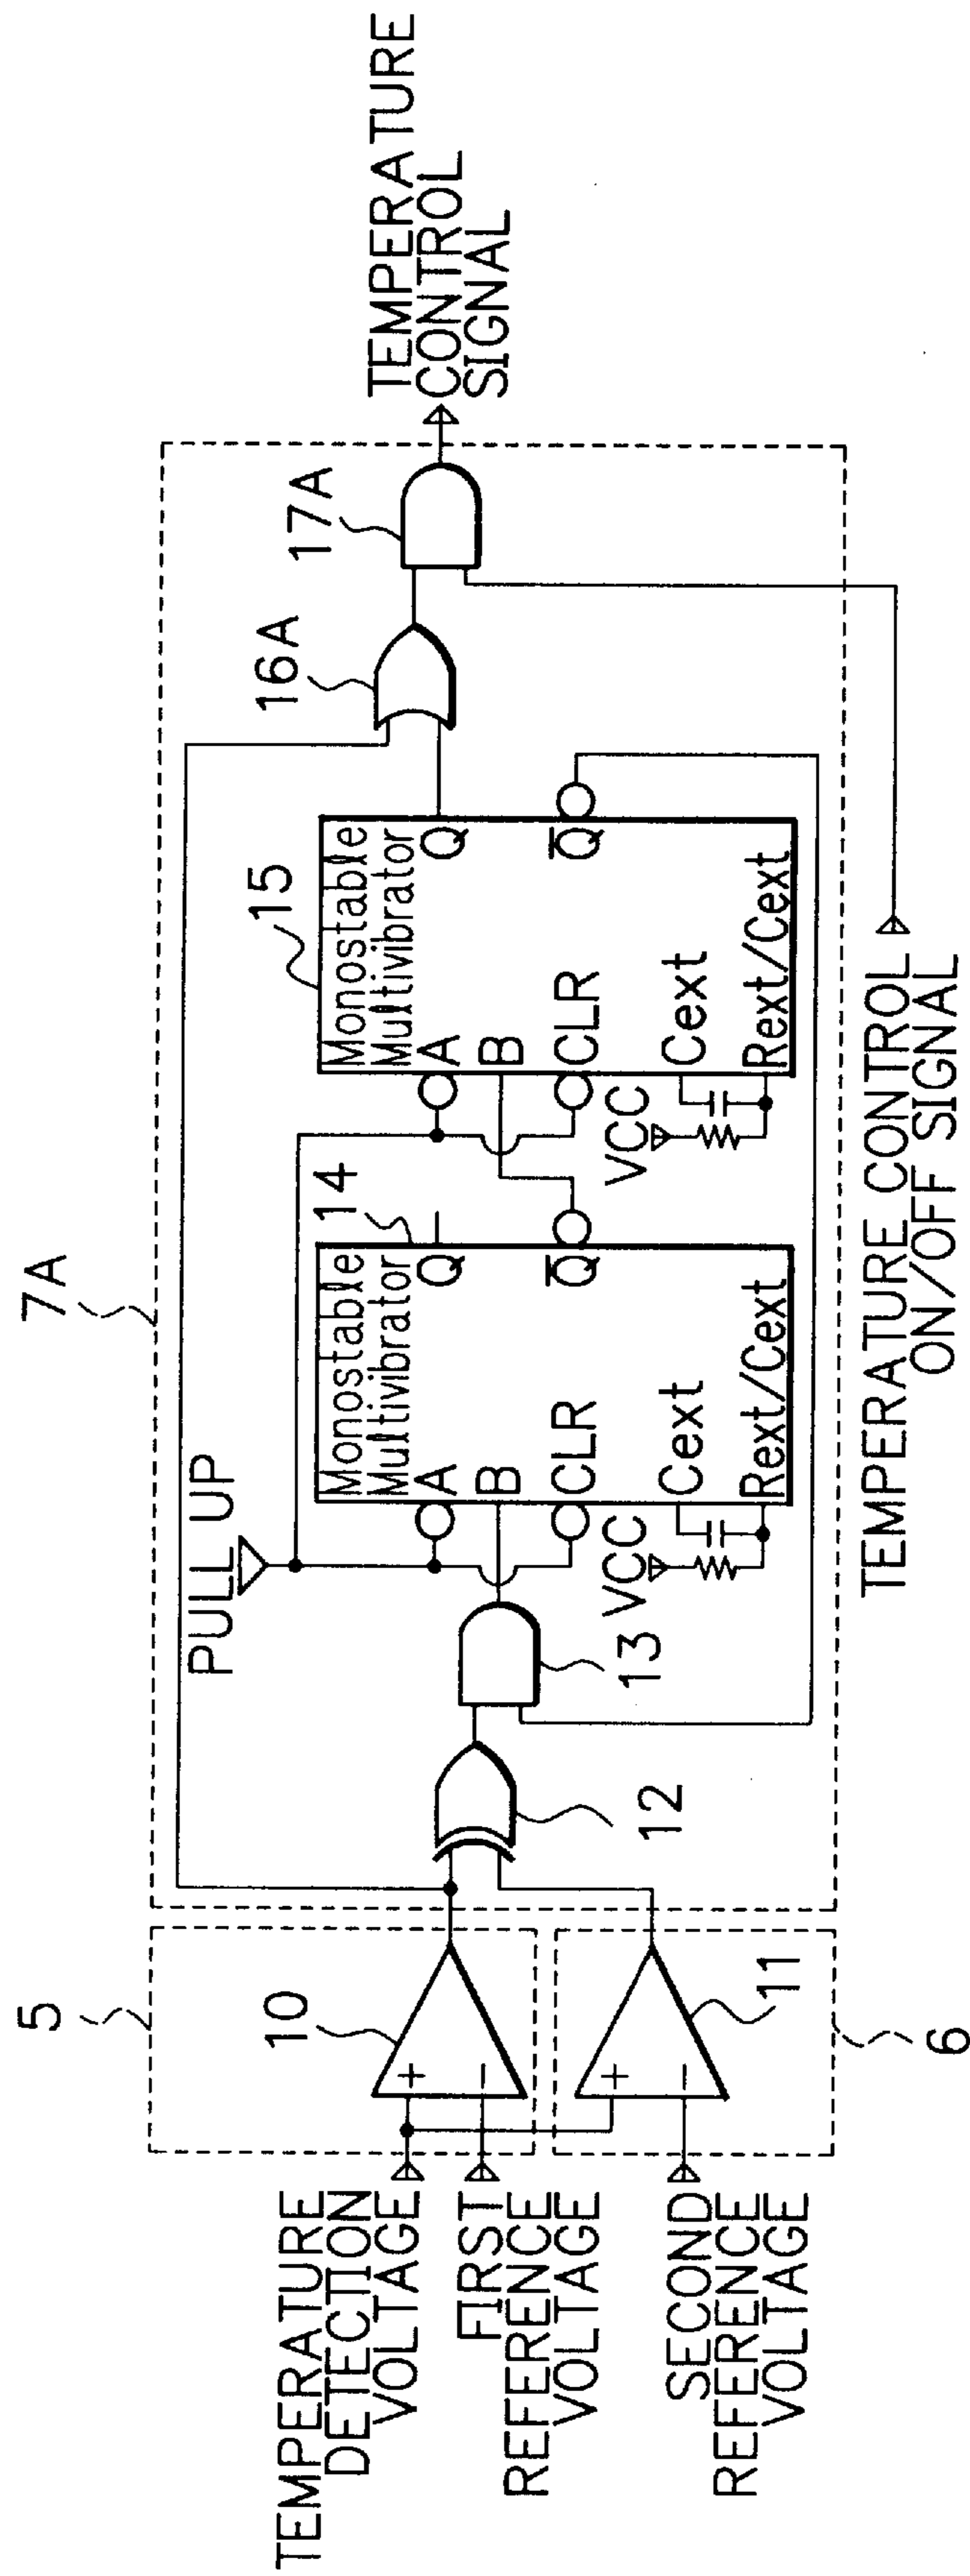 7A
5
10
6
11
12
13
14
15
16A
17A
PULL UP
TEMPERATURE
DETECTION
VOLTAGE
FIRST
REFERENCE
VOLTAGE
SECOND
REFERENCE
VOLTAGE
+
−
+
−
Monostable
Multivibrator
A
Q
B
CLR
Q̅
Cext
Rext/Cext
VCC
Monostable
Multivibrator
A
Q
B
CLR
Q̅
Cext
Rext/Cext
VCC
TEMPERATURE
CONTROL
SIGNAL
TEMPERATURE CONTROL
ON/OFF SIGNAL